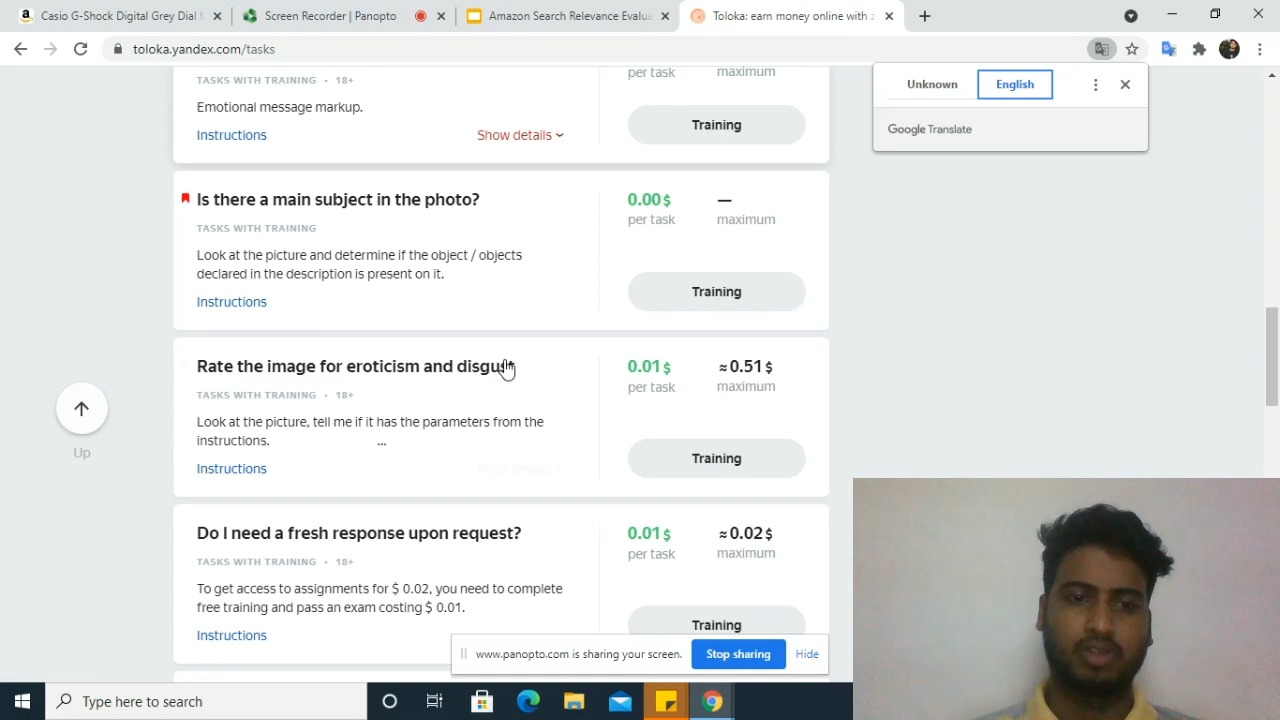 Casio G-Shock Digital Grey Dial M
Screen Recorder | Panopto
Amazon Search Relevance Evalua
Toloka: earn money online with z
toloka.yandex.com/tasks
Unknown
English
Google Translate
TASKS WITH TRAINING • 18+
per task
maximum
Emotional message markup.
Instructions
Show details
Training
Is there a main subject in the photo?
0.00 $
—
TASKS WITH TRAINING
per task
maximum
Look at the picture and determine if the object / objects
declared in the description is present on it.
Instructions
Training
Rate the image for eroticism and disgust
0.01 $
≈ 0.51 $
TASKS WITH TRAINING • 18+
per task
maximum
Look at the picture, tell me if it has the parameters from the
instructions. ...
Instructions
Show details
Training
Up
Do I need a fresh response upon request?
0.01 $
≈ 0.02 $
TASKS WITH TRAINING • 18+
per task
maximum
To get access to assignments for $ 0.02, you need to complete
free training and pass an exam costing $ 0.01.
Instructions
Training
www.panopto.com is sharing your screen.
Stop sharing
Hide
Type here to search